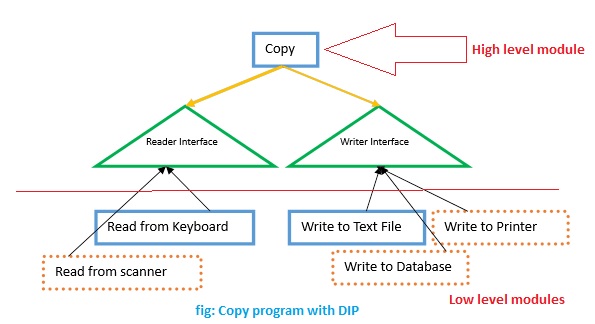 Copy
High level module
Reader Interface
Writer Interface
Read from Keyboard
Write to Text File
Write to Printer
Read from scanner
Write to Database
Low level modules
fig: Copy program with DIP